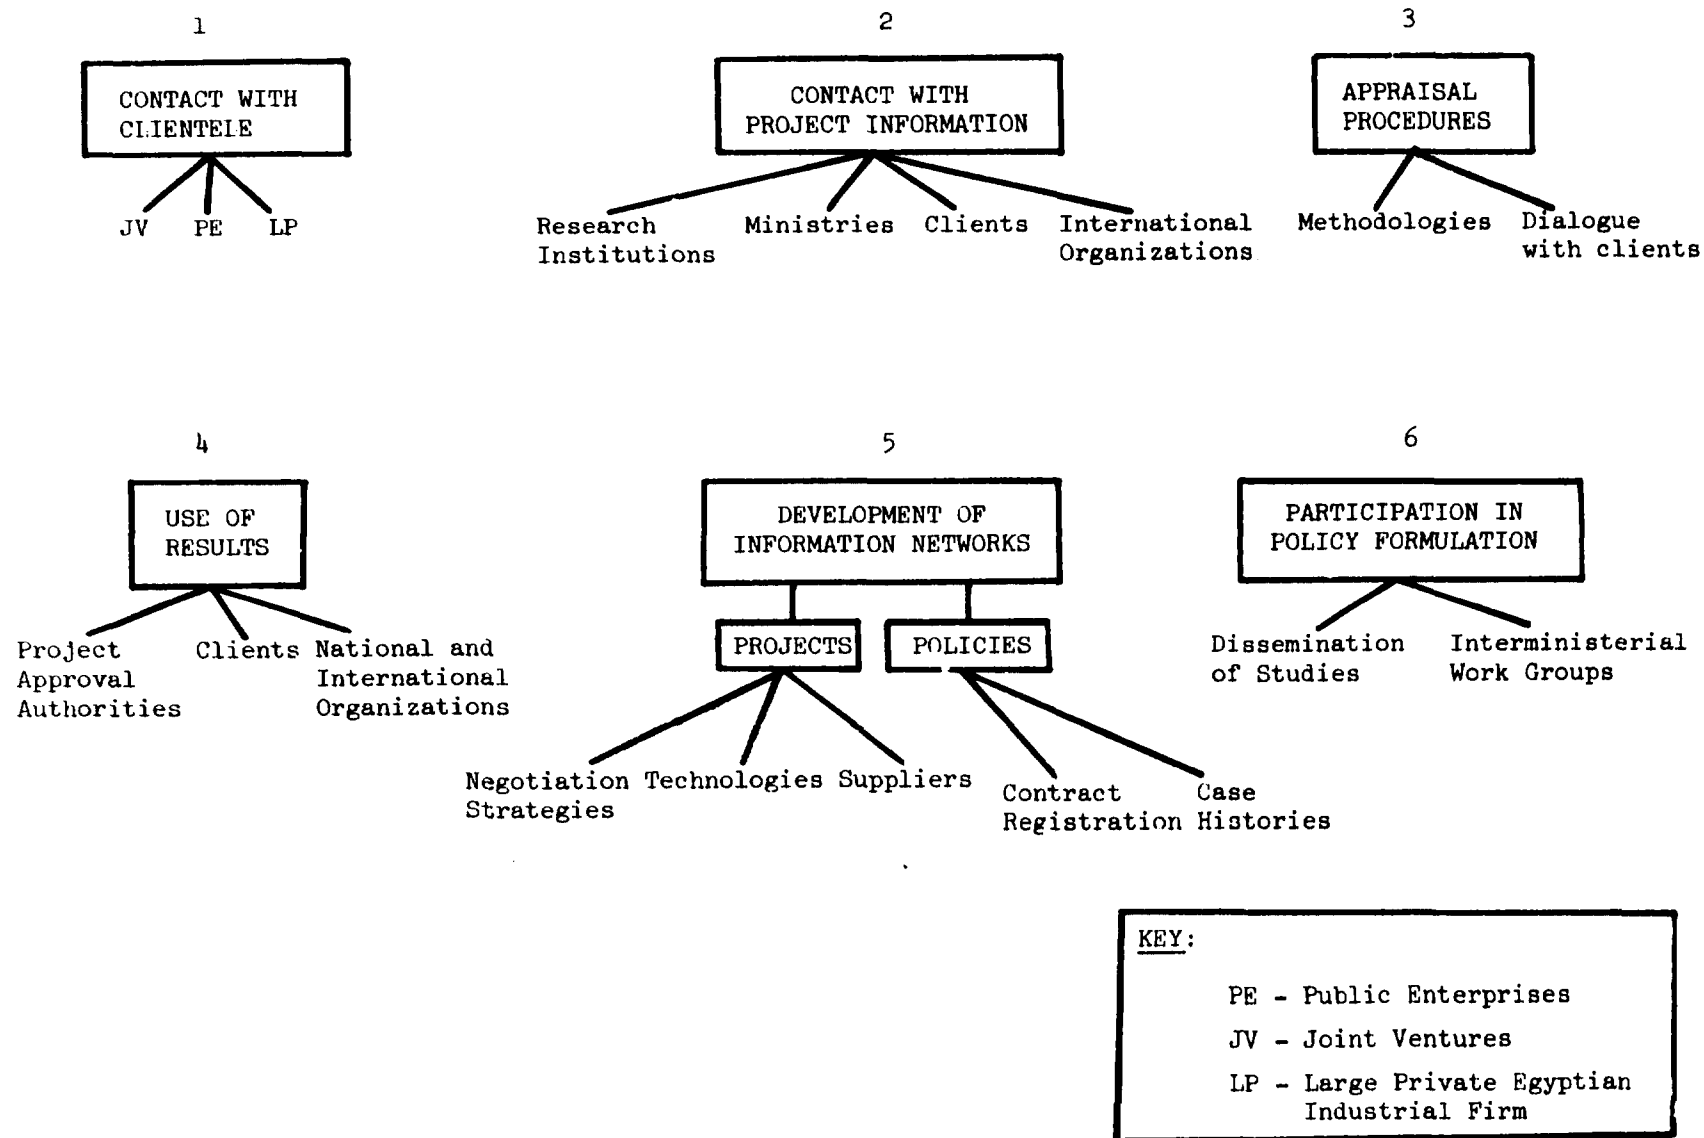 1
CONTACT WITH
CLIENTELE
JV PE LP
2
CONTACT WITH
PROJECT INFORMATION
Research
Institutions
Ministries
Clients
International
Organizations
3
APPRAISAL
PROCEDURES
Methodologies
Dialogue
with clients
4
USE OF
RESULTS
Project
Approval
Authorities
Clients
National and
International
Organizations
5
DEVELOPMENT OF
INFORMATION NETWORKS
PROJECTS
POLICIES
Negotiation
Strategies
Technologies
Suppliers
Contract
Registration
Case
Histories
6
PARTICIPATION IN
POLICY FORMULATION
Dissemination
of Studies
Interministerial
Work Groups
KEY:
PE - Public Enterprises
JV - Joint Ventures
LP - Large Private Egyptian
Industrial Firm